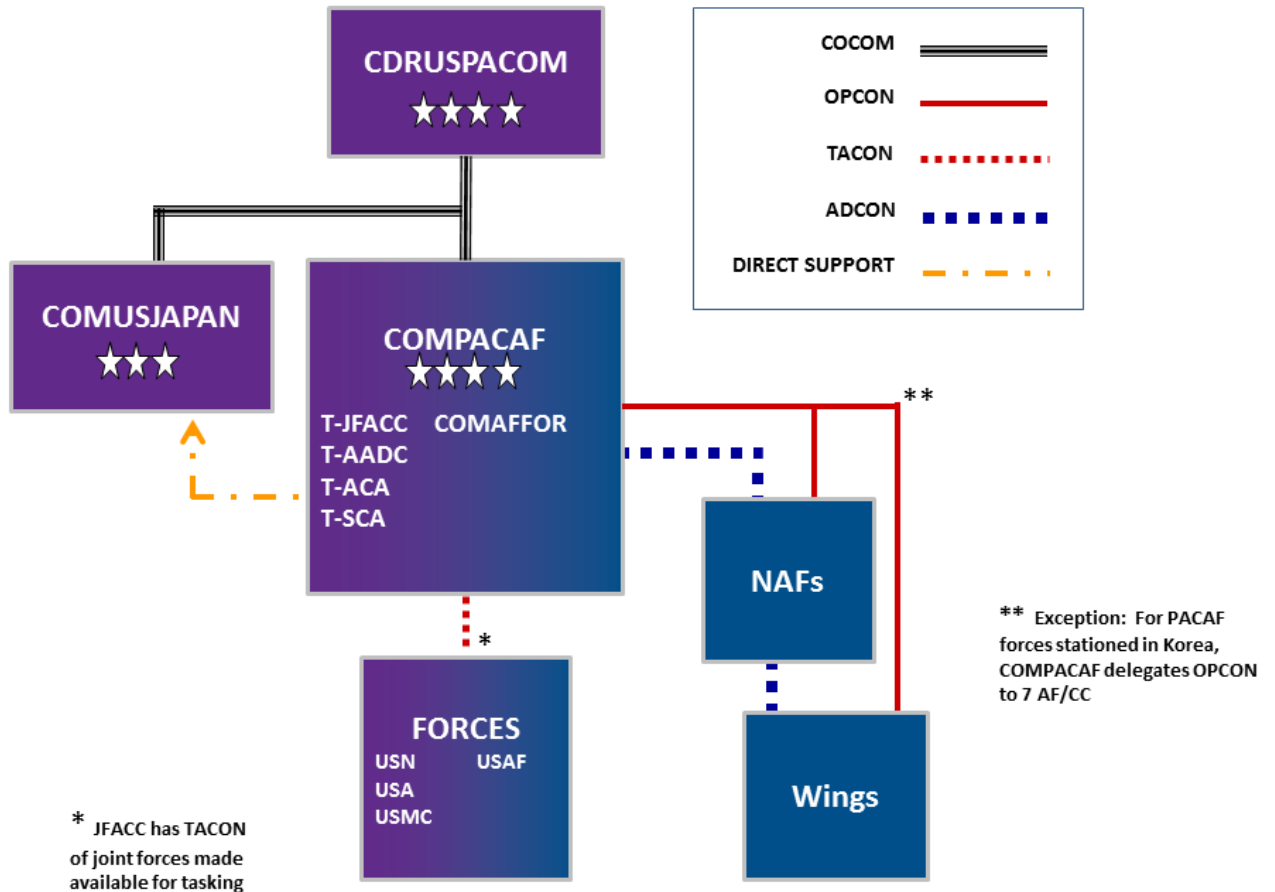 CDRUSPACOM
COCOM
OPCON
TACON
ADCON
DIRECT SUPPORT
COMUSJAPAN
COMPACAF
T-JFACC COMAFFOR
T-AADC
T-ACA
T-SCA
**
NAFs
*
** Exception: For PACAF
forces stationed in Korea,
COMPACAF delegates OPCON
to 7 AF/CC
FORCES
USN USAF
USA
USMC
Wings
* JFACC has TACON
of joint forces made
available for tasking